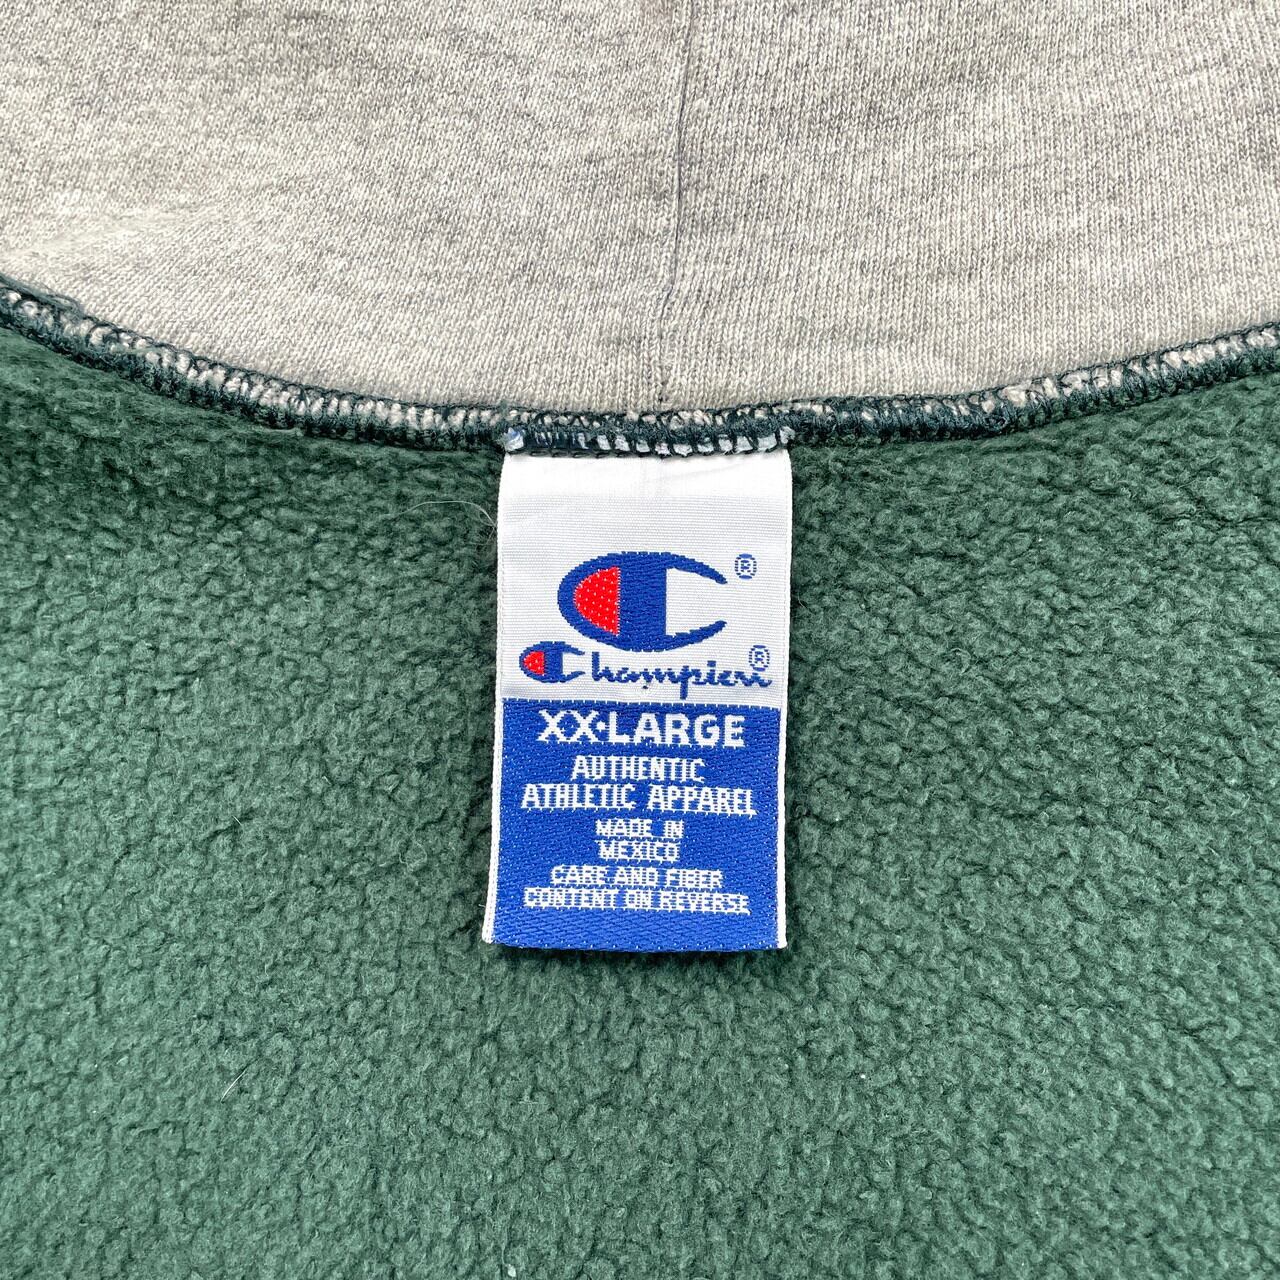 ®
Champion®
XX-LARGE
AUTHENTIC
ATHLETIC APPAREL
MADE IN
MEXICO
CARE AND FIBER
CONTENT ON REVERSE